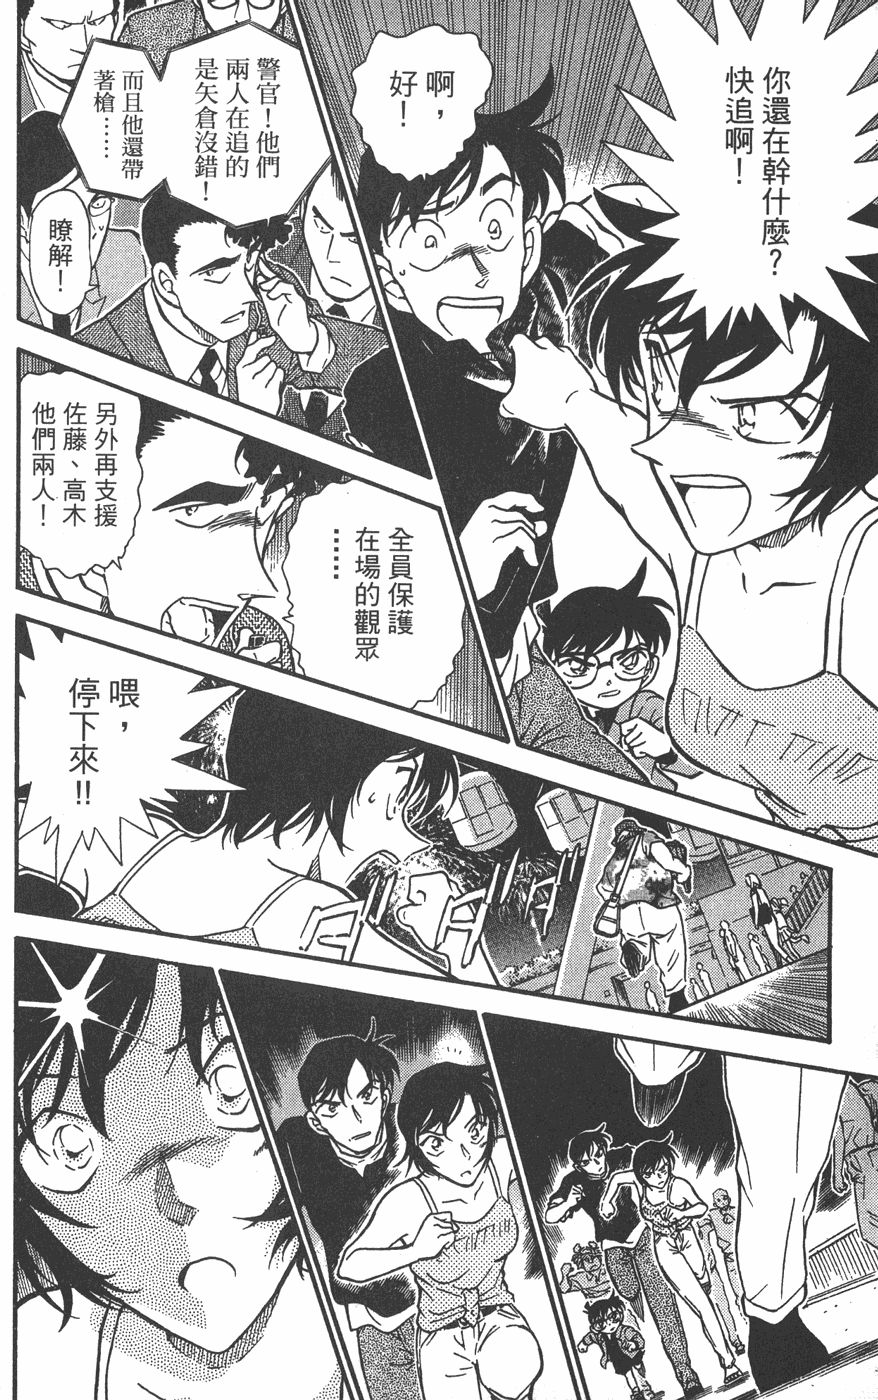 你還在幹什麼?
快追啊!
啊,
好!
警官!他們
兩人在追的
是矢倉沒錯!
而且他還帶
著槍……
瞭解!
全員保護
在場的觀眾
……
另外再支援
佐藤、高木
他們兩人!
喂,
停下來!!